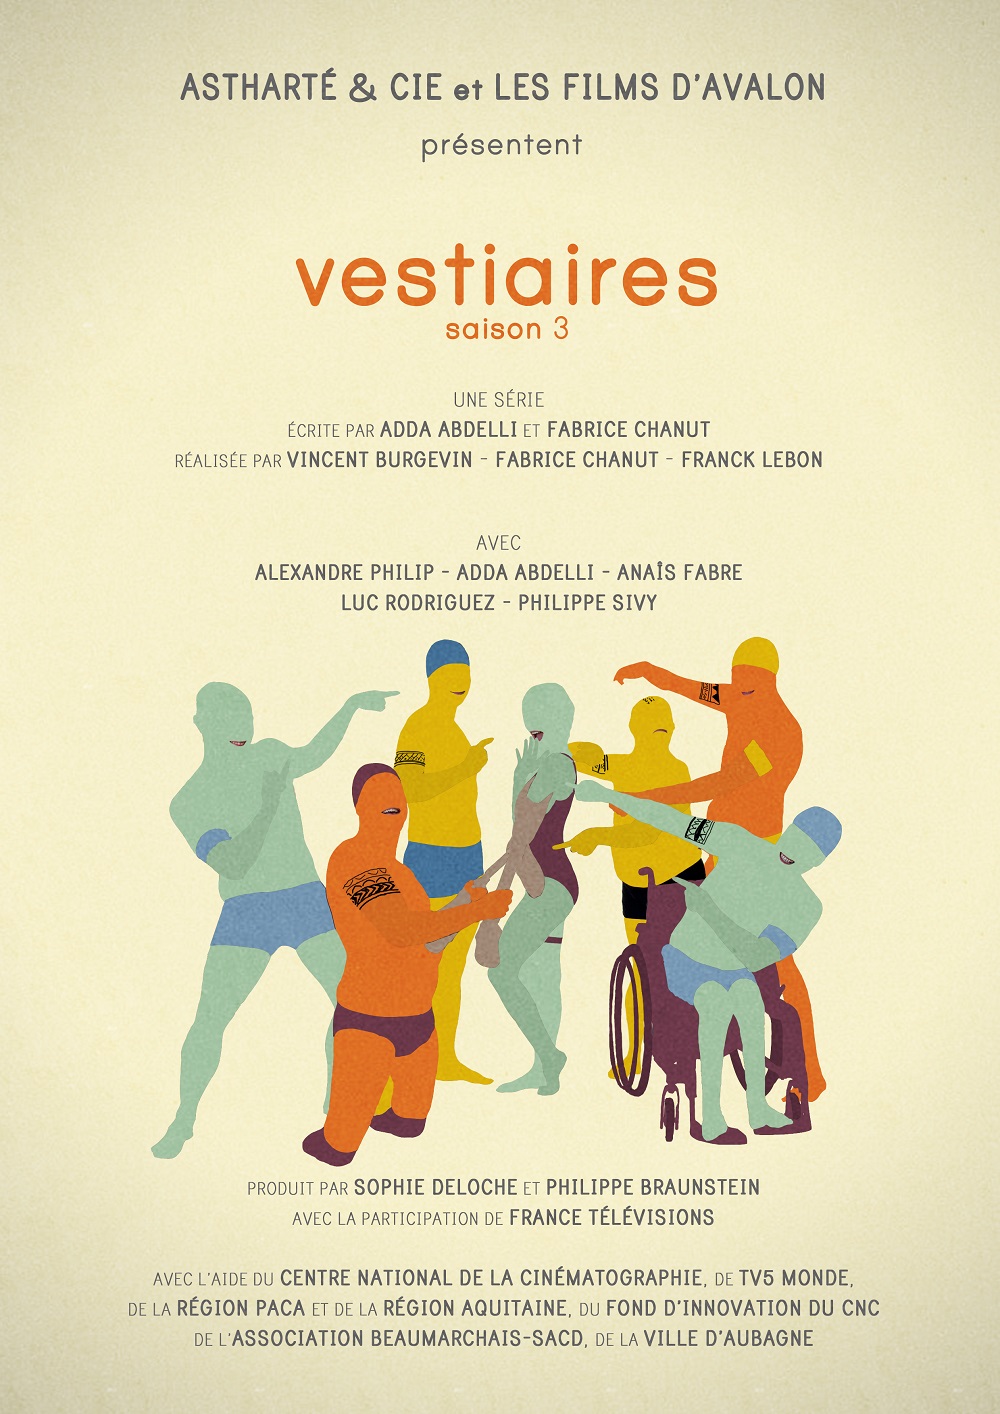 ASTHARTÉ & CIE et LES FILMS D'AVALON
présentent
vestiaires
saison 3
UNE SÉRIE
ÉCRITE PAR ADDA ABDELLI ET FABRICE CHANUT
RÉALISÉE PAR VINCENT BURGEVIN - FABRICE CHANUT - FRANCK LEBON
AVEC
ALEXANDRE PHILIP - ADDA ABDELLI - ANAÎS FABRE
LUC RODRIGUEZ - PHILIPPE SIVY
PRODUIT PAR SOPHIE DELOCHE ET PHILIPPE BRAUNSTEIN
AVEC LA PARTICIPATION DE FRANCE TÉLÉVISIONS
AVEC L'AIDE DU CENTRE NATIONAL DE LA CINÉMATOGRAPHIE, DE TV5 MONDE,
DE LA RÉGION PACA ET DE LA RÉGION AQUITAINE, DU FOND D'INNOVATION DU CNC
DE L'ASSOCIATION BEAUMARCHAIS-SACD, DE LA VILLE D'AUBAGNE